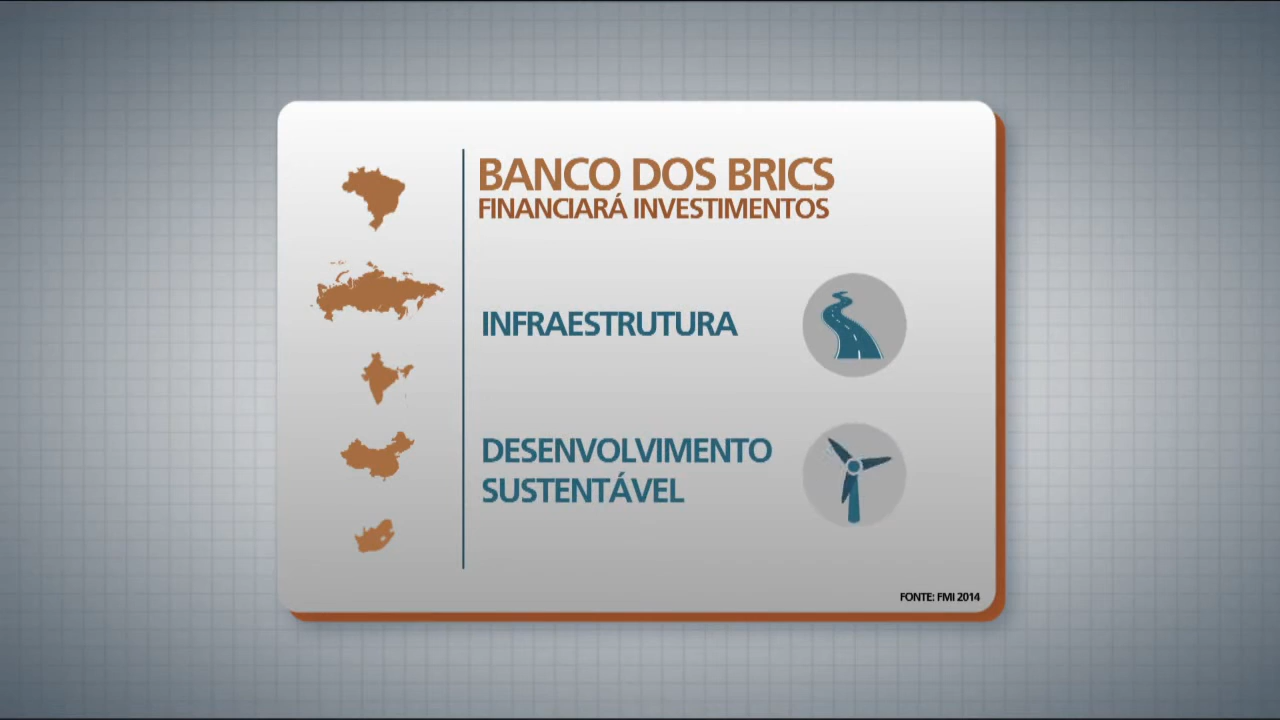 BANCO DOS BRICS
FINANCIARÁ INVESTIMENTOS
INFRAESTRUTURA
DESENVOLVIMENTO
SUSTENTÁVEL
FONTE: FMI 2014